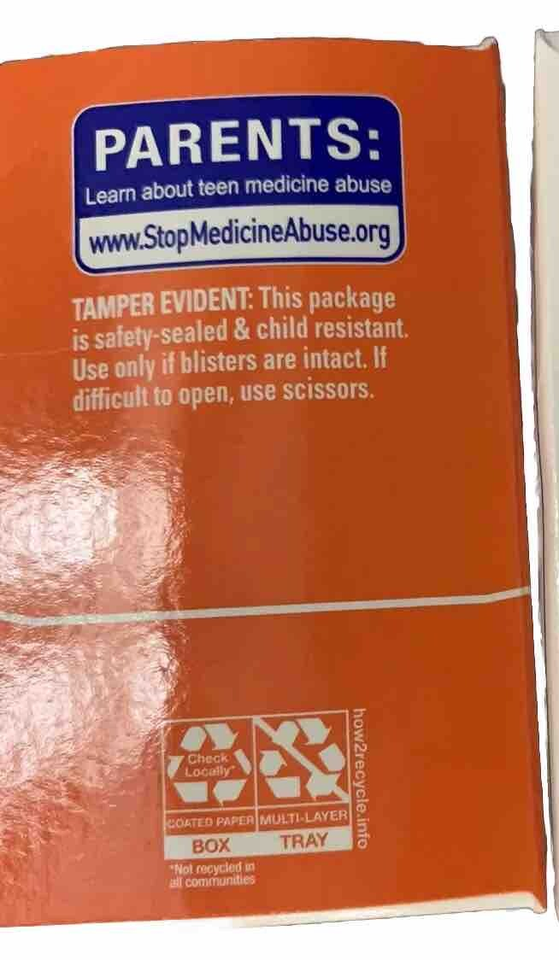 PARENTS:
Learn about teen medicine abuse
www.StopMedicineAbuse.org
TAMPER EVIDENT: This package
is safety-sealed & child resistant.
Use only if blisters are intact. If
difficult to open, use scissors.
Check
Locally*
COATED PAPER
BOX
MULTI-LAYER
TRAY
how2recycle.info
*Not recycled in
all communities